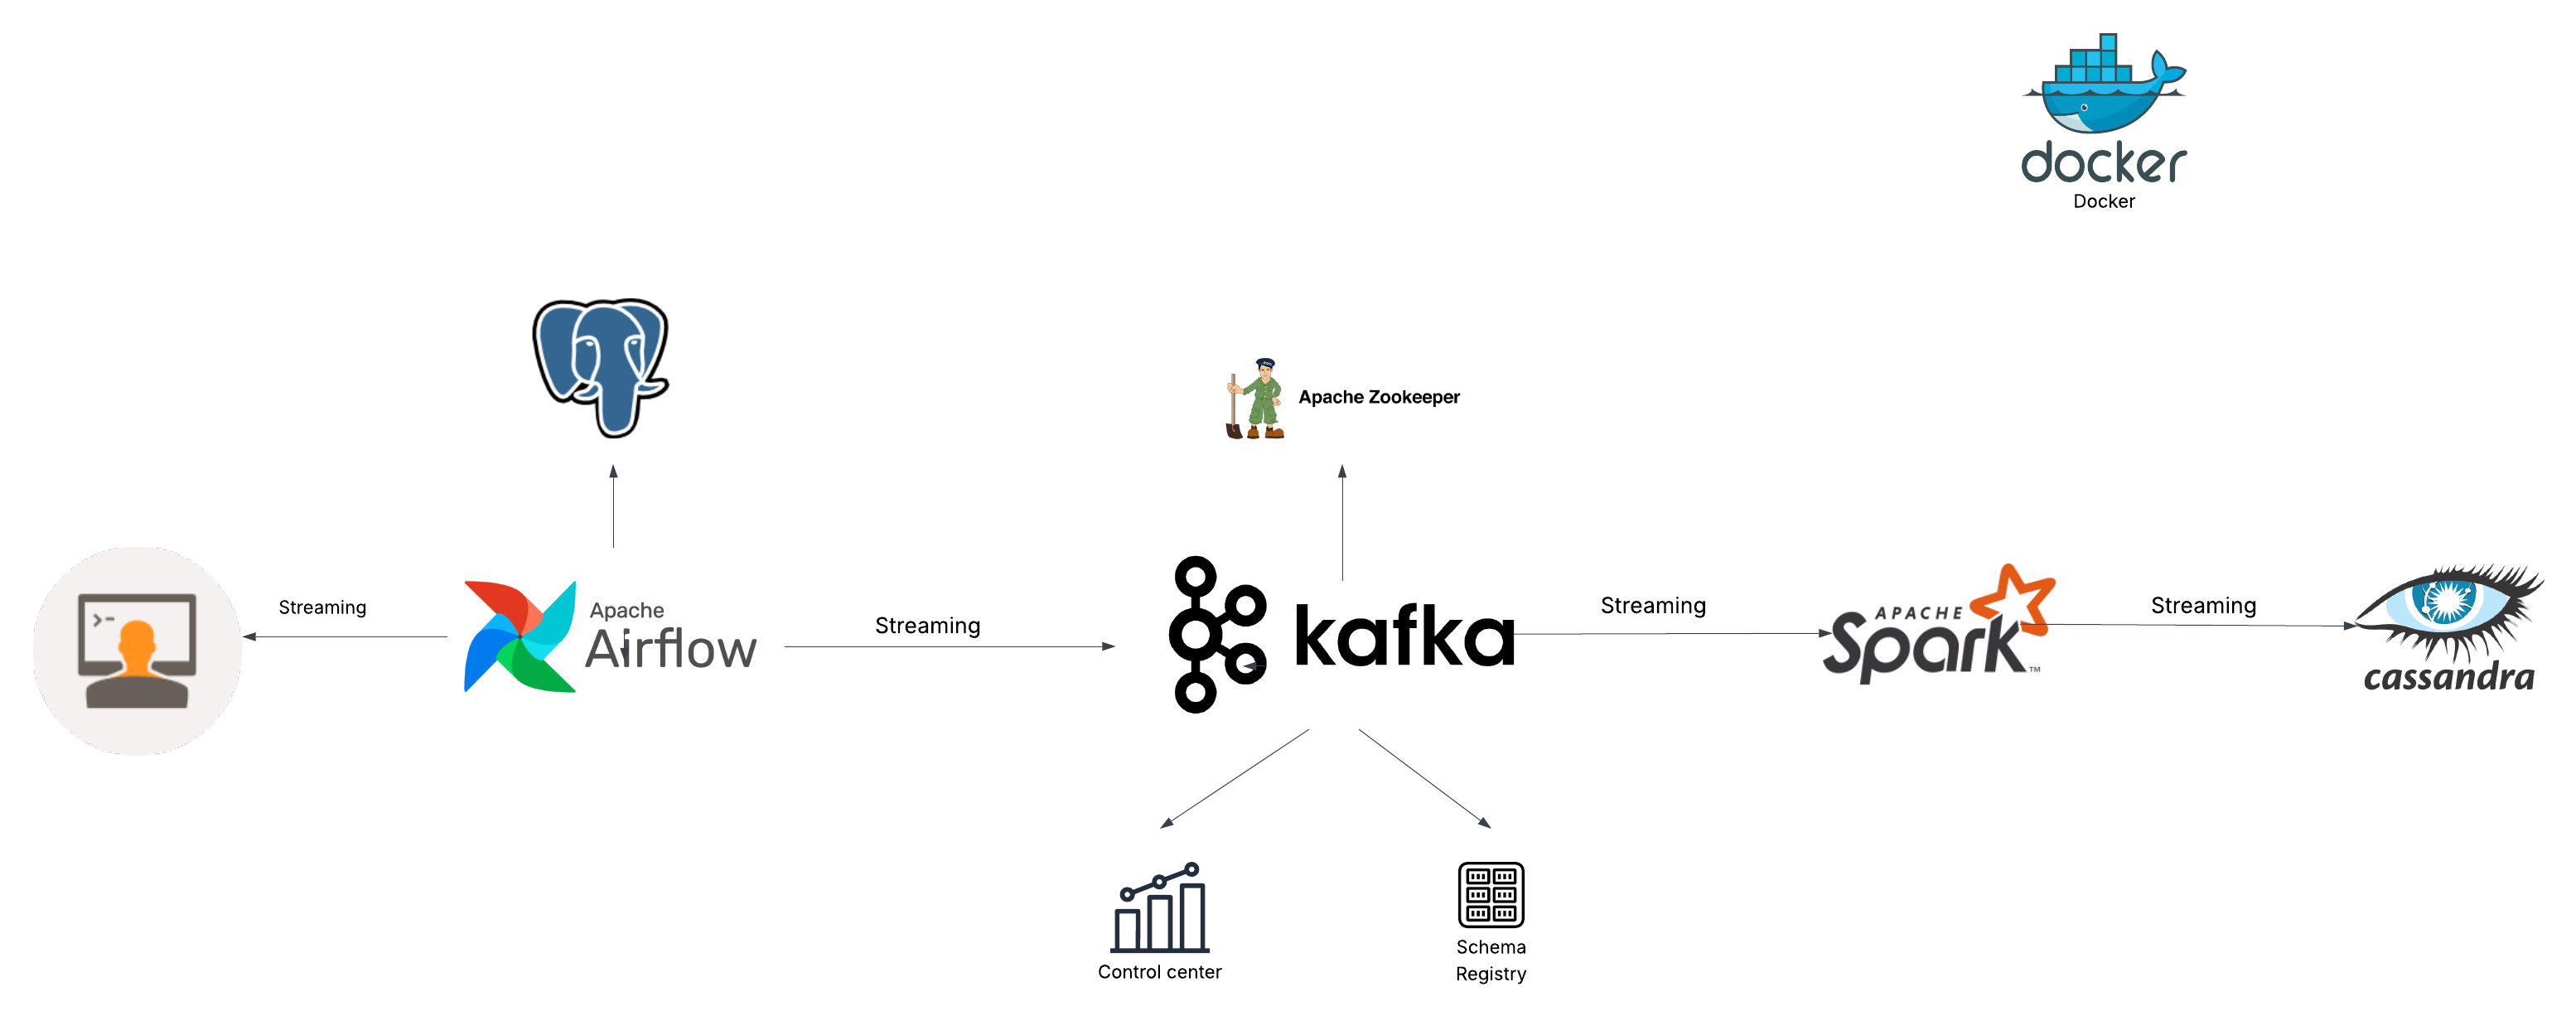 docker
Docker
Apache Zookeeper
Streaming
Apache
Airflow
Streaming
kafka
Streaming
APACHE
Spark™
Streaming
cassandra
Control center
Schema
Registry